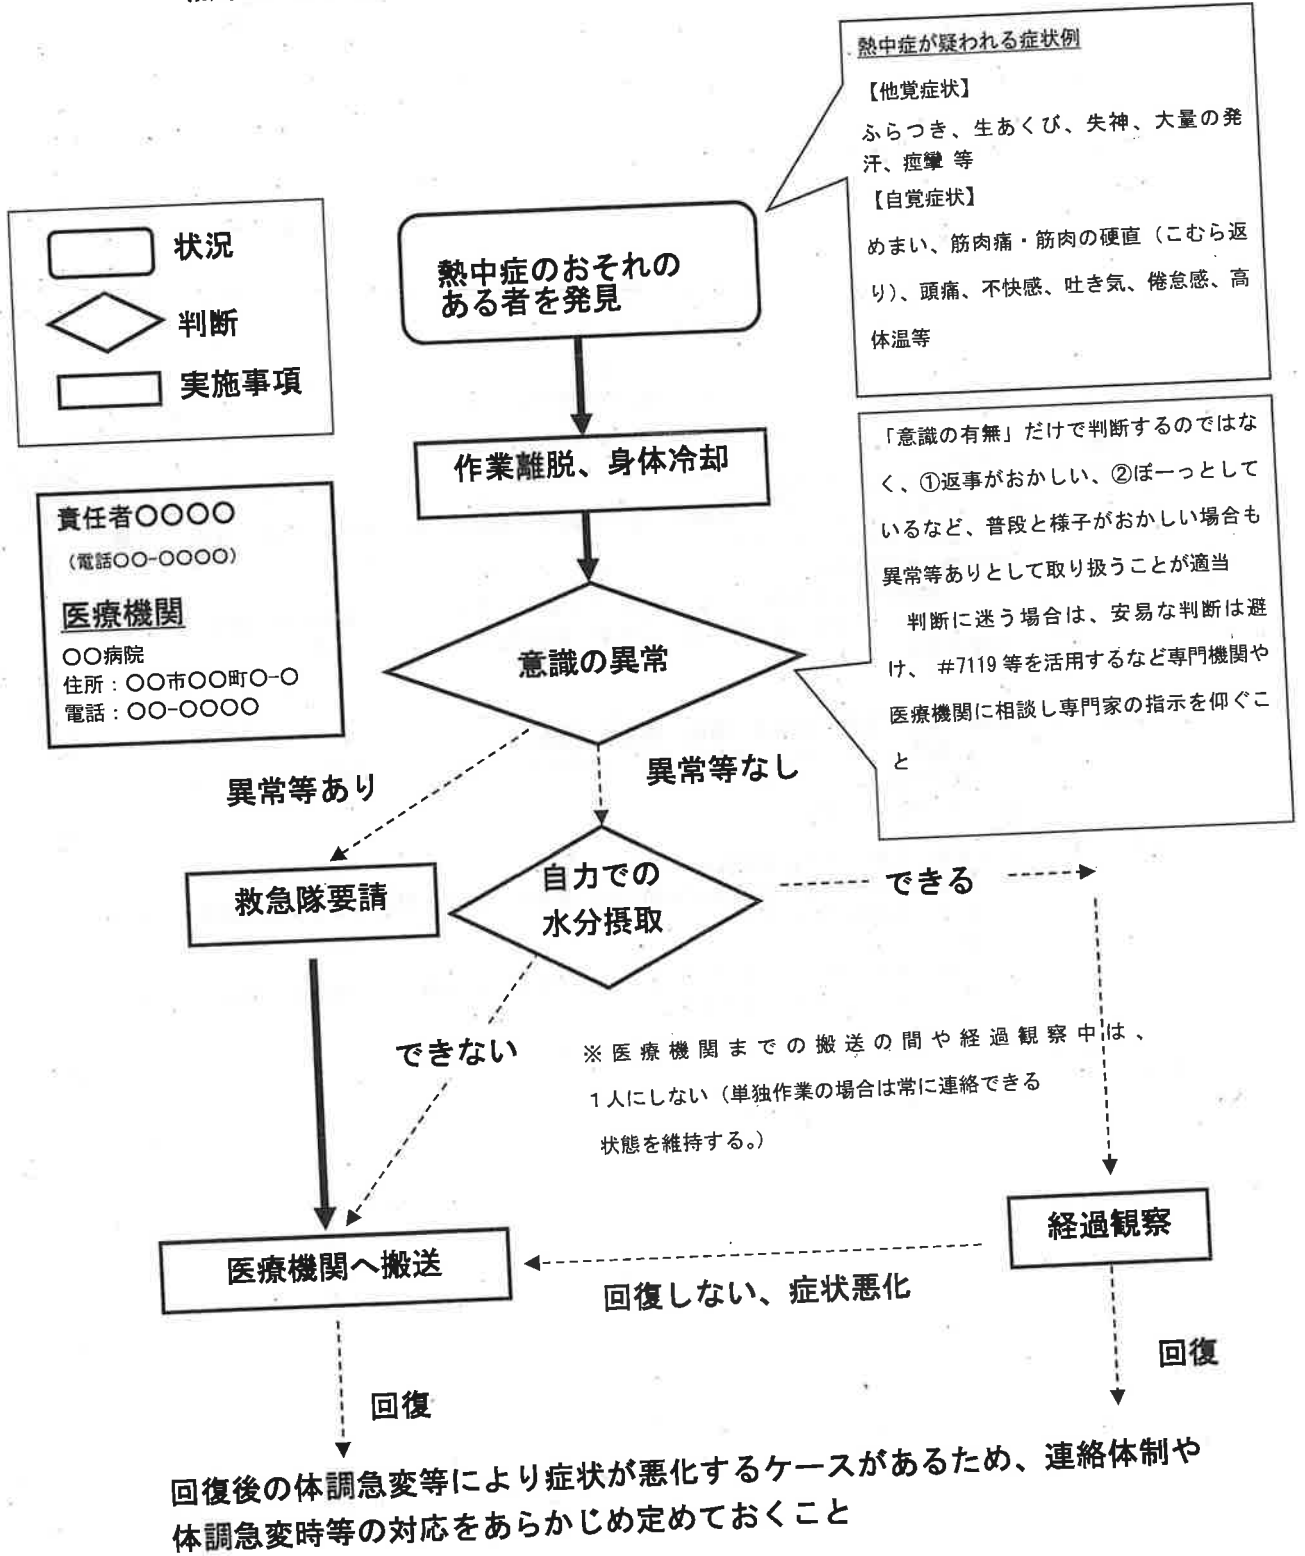 熱中症が疑われる症状例
【他覚症状】
ふらつき、生あくび、失神、大量の発
汗、痙攣 等
【自覚症状】
めまい、筋肉痛・筋肉の硬直（こむら返
り）、頭痛、不快感、吐き気、倦怠感、高
体温等
状況
判断
実施事項
熱中症のおそれの
ある者を発見
作業離脱、身体冷却
「意識の有無」だけで判断するのではな
く、①返事がおかしい、②ぼーっとして
いるなど、普段と様子がおかしい場合も
異常等ありとして取り扱うことが適当
判断に迷う場合は、安易な判断は避
け、 #7119 等を活用するなど専門機関や
医療機関に相談し専門家の指示を仰ぐこ
と
責任者〇〇〇〇
（電話〇〇-〇〇〇〇）
医療機関
〇〇病院
住所：〇〇市〇〇町〇-〇
電話：〇〇-〇〇〇〇
意識の異常
異常等あり
異常等なし
救急隊要請
自力での
水分摂取
できる
できない
※医療機関までの搬送の間や経過観察中は、
1人にしない（単独作業の場合は常に連絡できる
状態を維持する。）
医療機関へ搬送
経過観察
回復しない、症状悪化
回復
回復
回復後の体調急変等により症状が悪化するケースがあるため、連絡体制や
体調急変時等の対応をあらかじめ定めておくこと